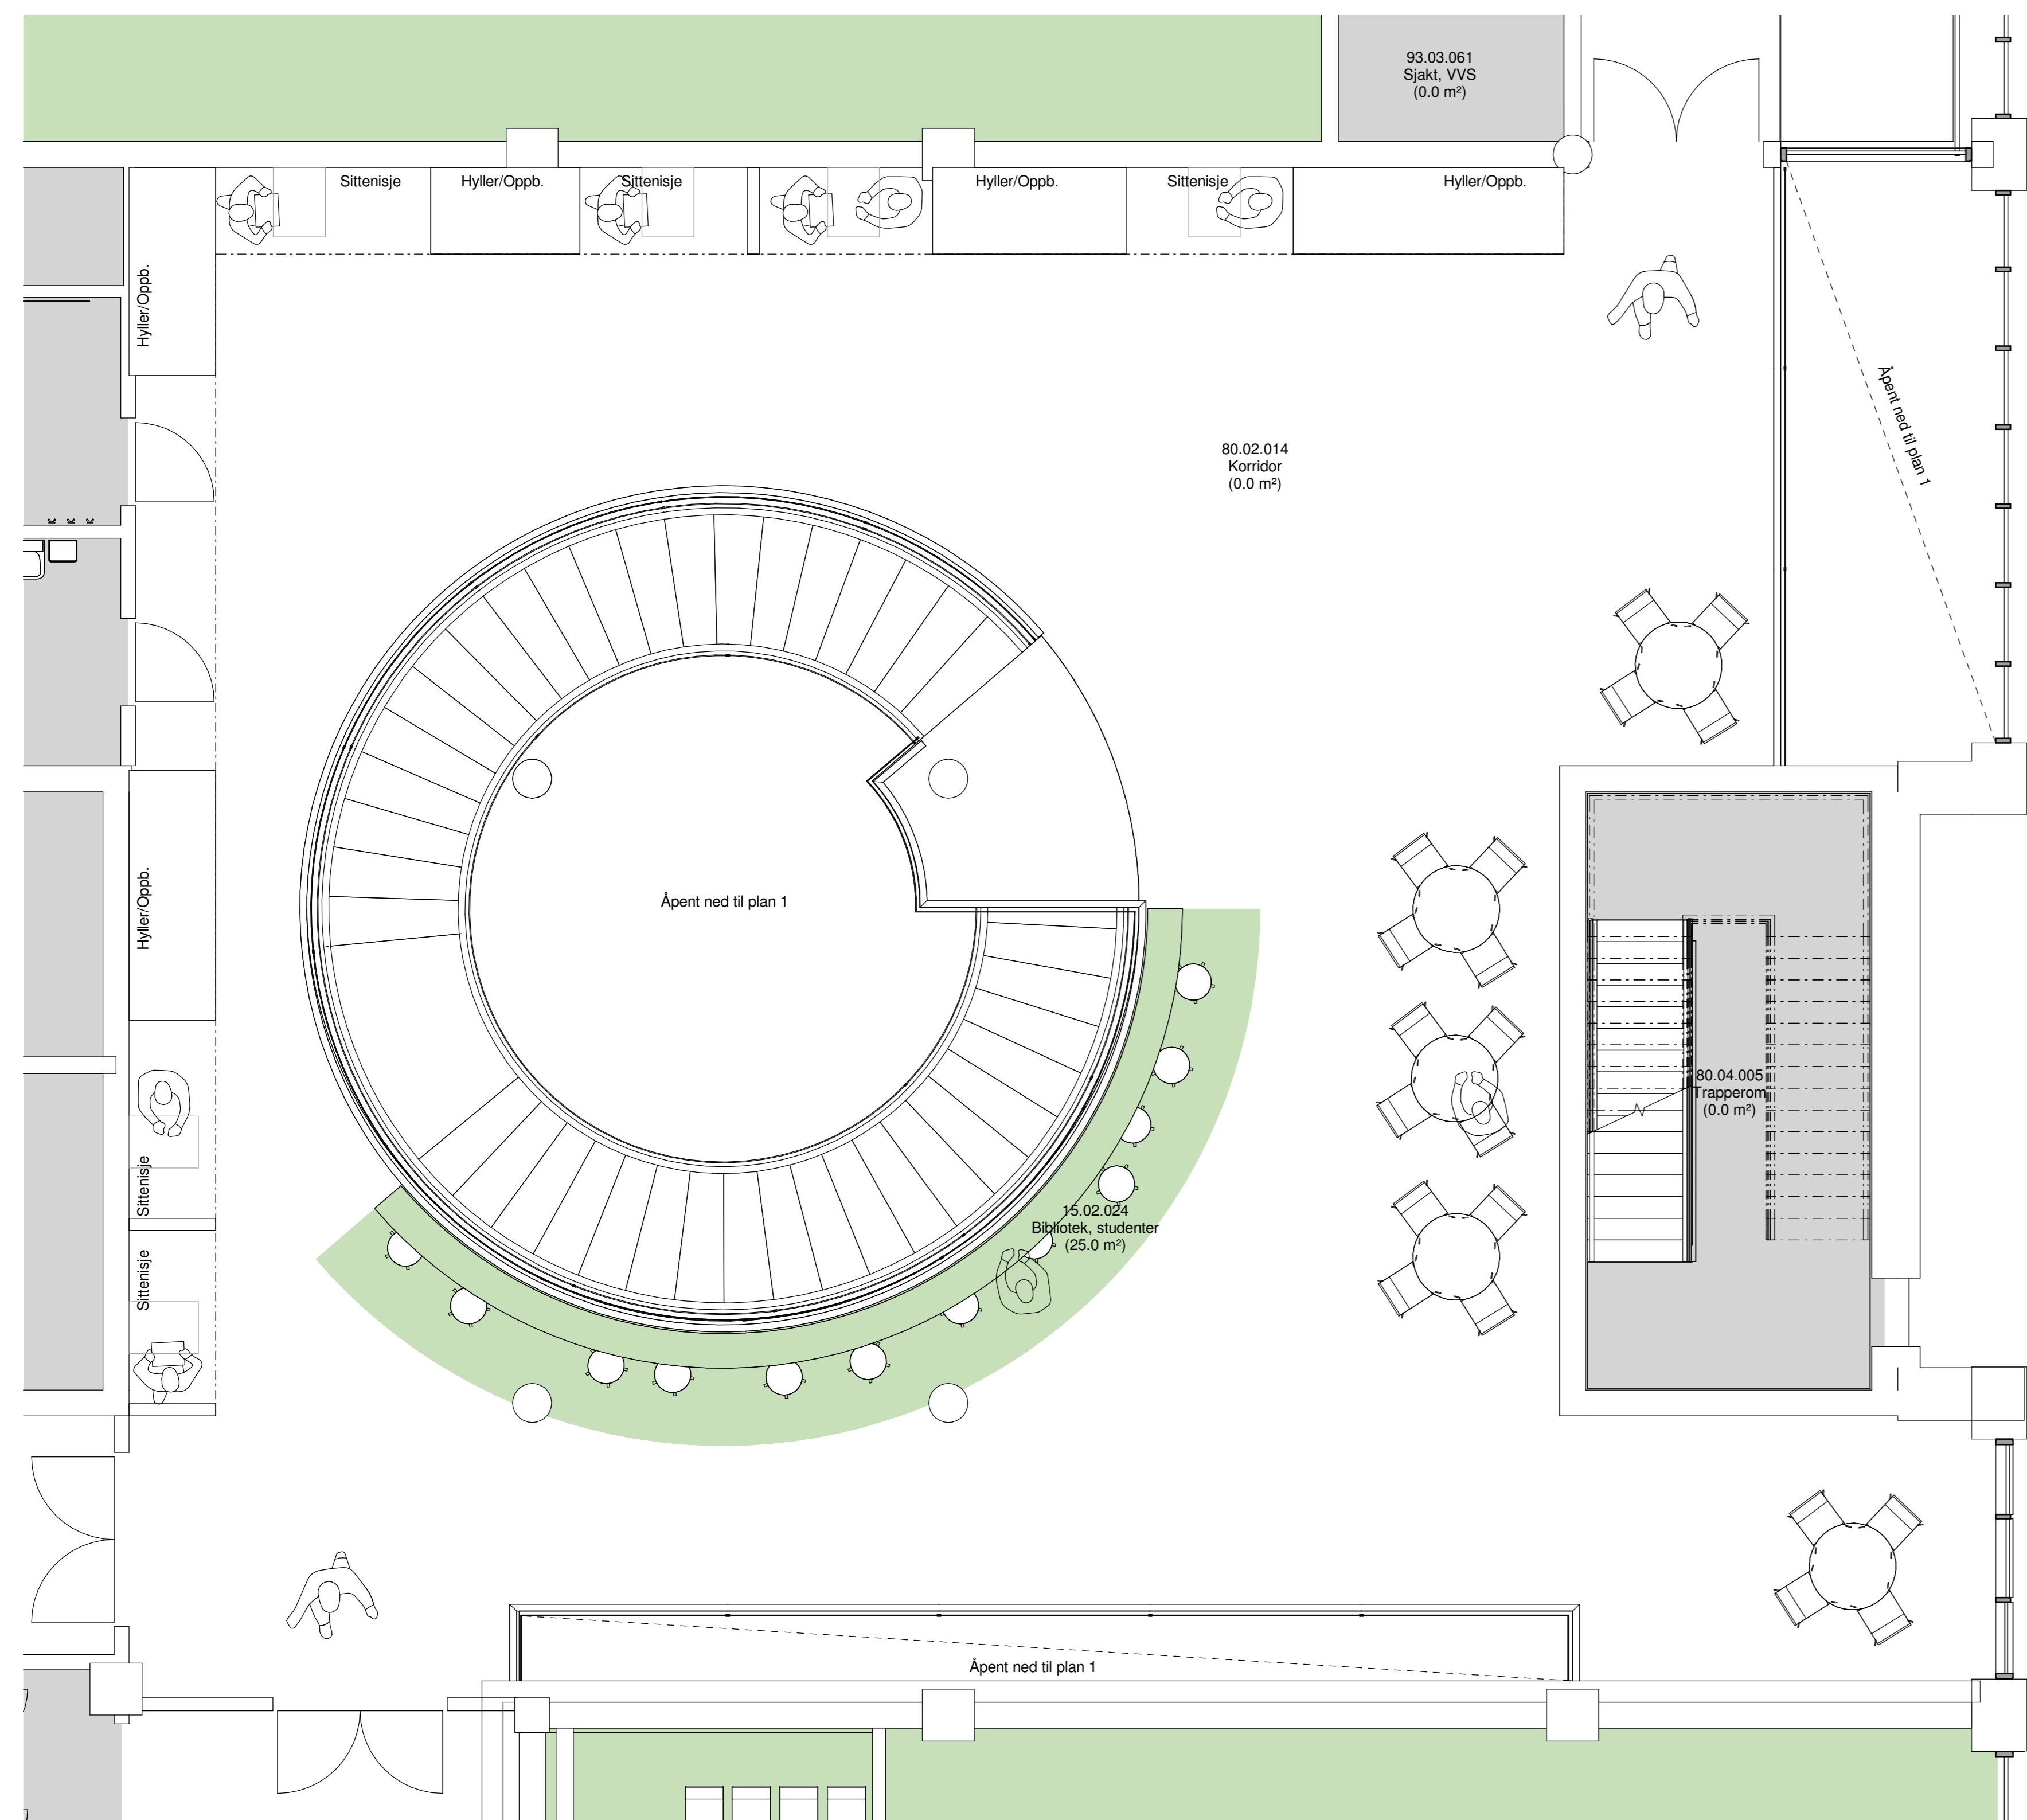 93.03.061
Sjakt, VVS
(0.0 m²)
Sittenisje
Hyller/Oppb.
Sittenisje
Hyller/Oppb.
Sittenisje
Hyller/Oppb.
Hyller/Oppb.
Åpent ned til plan 1
80.02.014
Korridor
(0.0 m²)
Hyller/Oppb.
Åpent ned til plan 1
80.04.005
Trapperom
(0.0 m²)
Sittenisje
15.02.024
Bibliotek, studenter
(25.0 m²)
Sittenisje
Åpent ned til plan 1